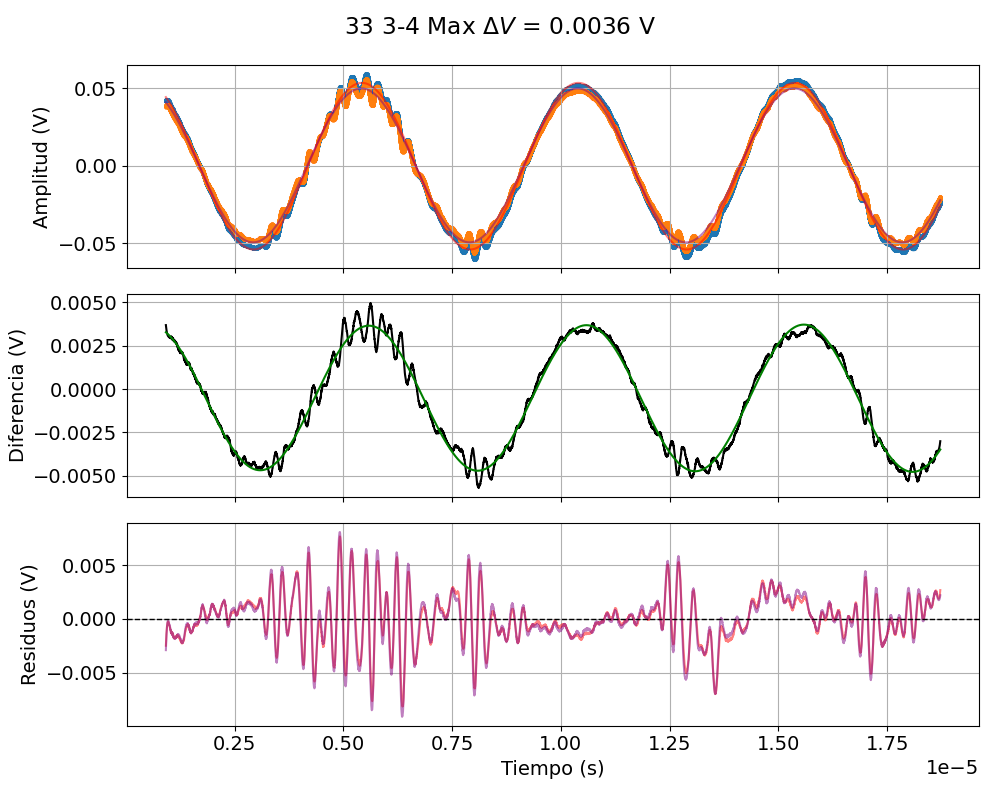 33 3-4 Max ΔV = 0.0036 V
Amplitud (V)
0.05
0.00
−0.05
Diferencia (V)
0.0050
0.0025
0.0000
−0.0025
−0.0050
Residuos (V)
0.005
0.000
−0.005
0.25 0.50 0.75 1.00 1.25 1.50 1.75
1e−5
Tiempo (s)